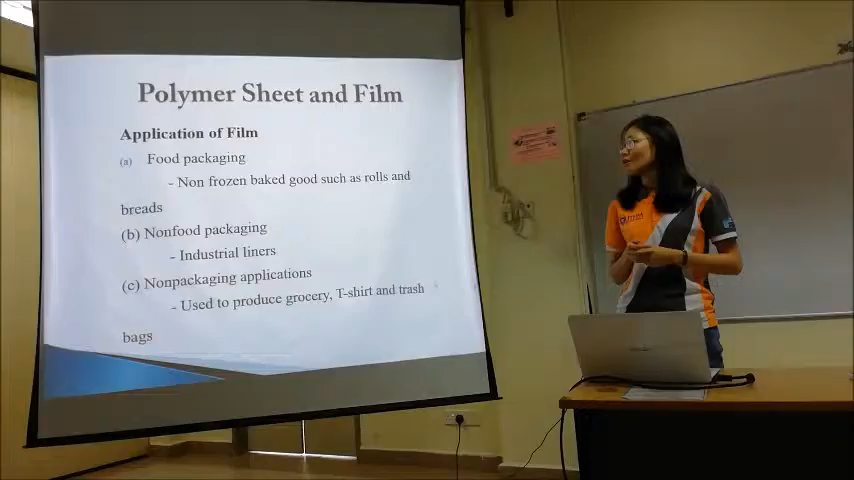 Polymer Sheet and Film
Application of Film
(a) Food packaging
- Non frozen baked good such as rolls and
breads
(b) Nonfood packaging
- Industrial liners
(c) Nonpackaging applications
- Used to produce grocery, T-shirt and trash
bags